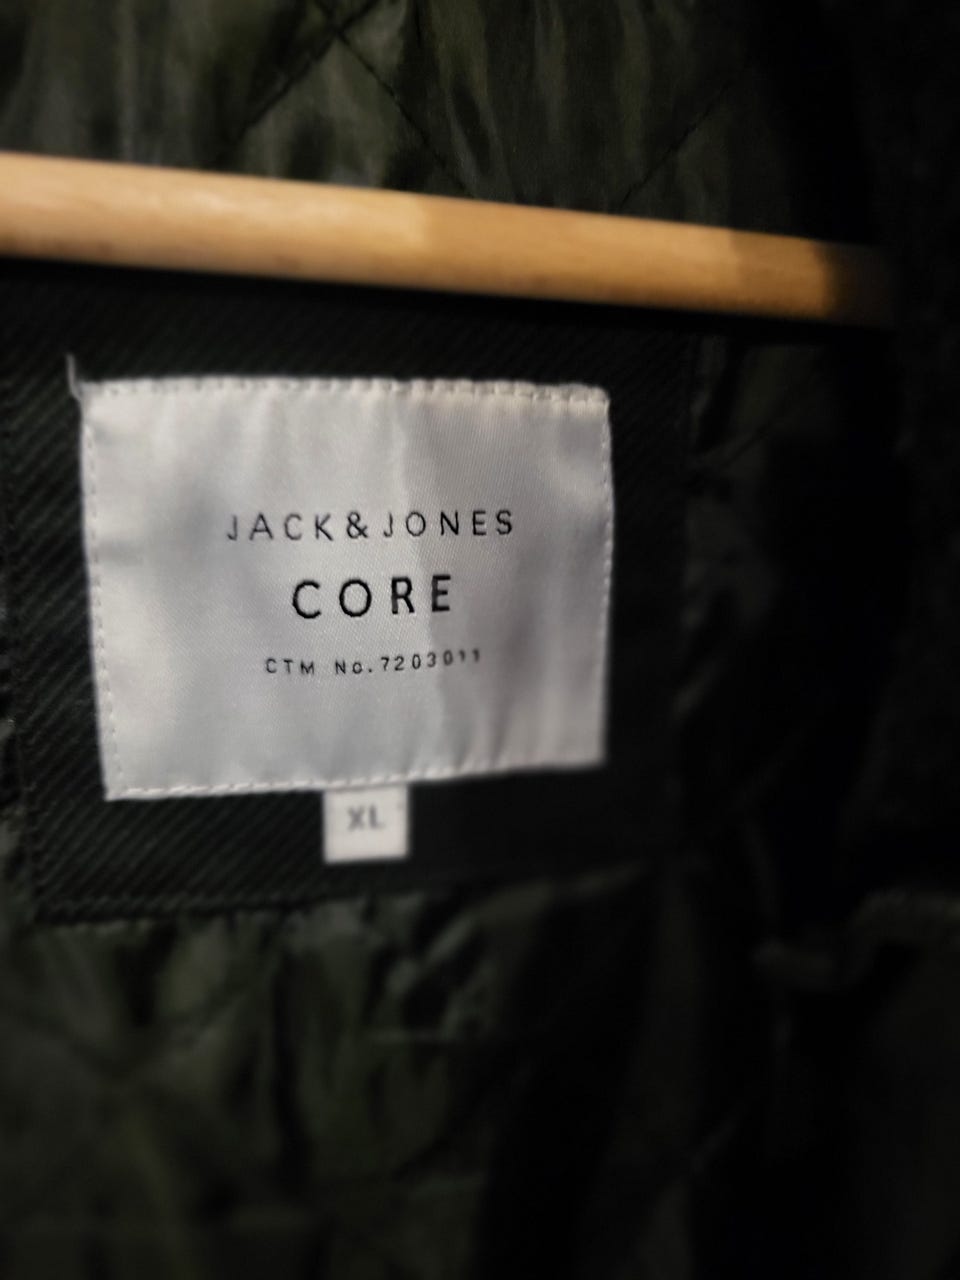 JACK&JONES
CORE
CTM No.7203011
XL